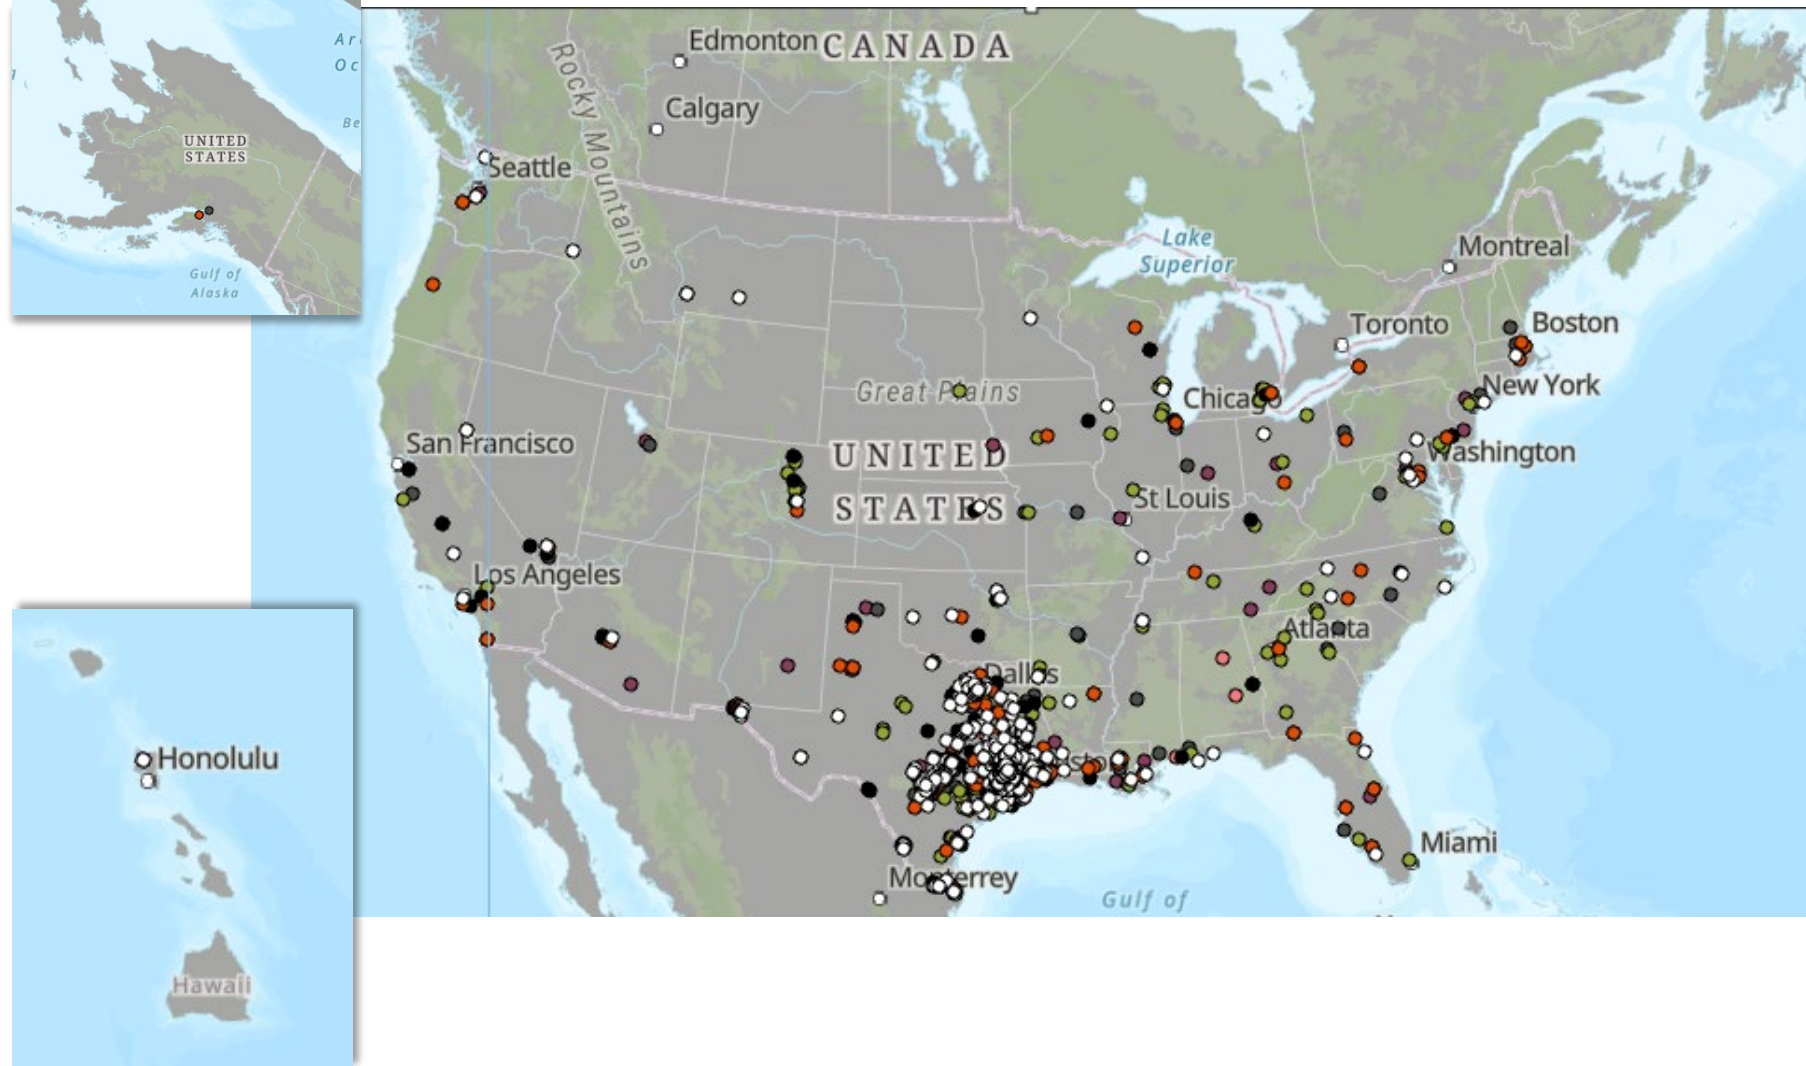 Ar
Oc
Be
UNITED
STATES
Gulf of
Alaska
Edmonton
CANADA
Calgary
Rocky Mountains
Seattle
Lake
Superior
Montreal
Toronto
Boston
Great Plains
Chicago
New York
San Francisco
UNITED
STATES
Washington
St Louis
Los Angeles
Atlanta
Dallas
Miami
Monterrey
Gulf of
Honolulu
Hawaii